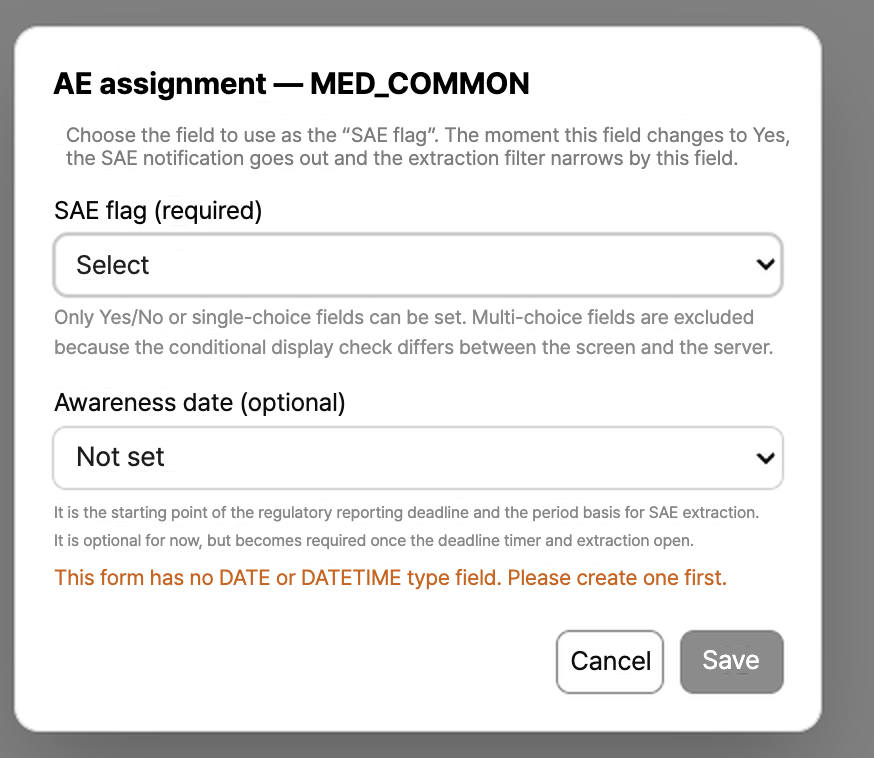 AE assignment — MED_COMMON
Choose the field to use as the “SAE flag”. The moment this field changes to Yes,
the SAE notification goes out and the extraction filter narrows by this field.
SAE flag (required)
Select
Only Yes/No or single-choice fields can be set. Multi-choice fields are excluded
because the conditional display check differs between the screen and the server.
Awareness date (optional)
Not set
It is the starting point of the regulatory reporting deadline and the period basis for SAE extraction.
It is optional for now, but becomes required once the deadline timer and extraction open.
This form has no DATE or DATETIME type field. Please create one first.
Cancel
Save